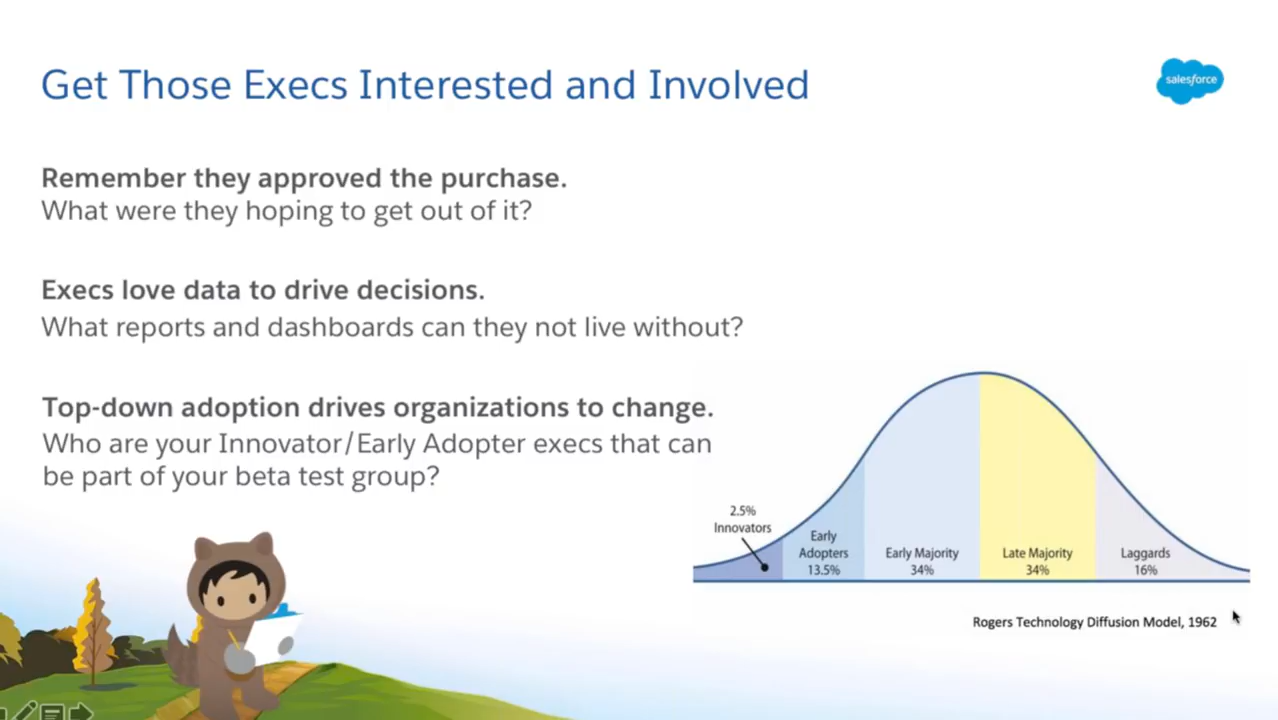 Get Those Execs Interested and Involved
salesforce
Remember they approved the purchase.
What were they hoping to get out of it?
Execs love data to drive decisions.
What reports and dashboards can they not live without?
Top-down adoption drives organizations to change.
Who are your Innovator/Early Adopter execs that can
be part of your beta test group?
2.5%
Innovators
Early
Adopters
13.5%
Early Majority
34%
Late Majority
34%
Laggards
16%
Rogers Technology Diffusion Model, 1962